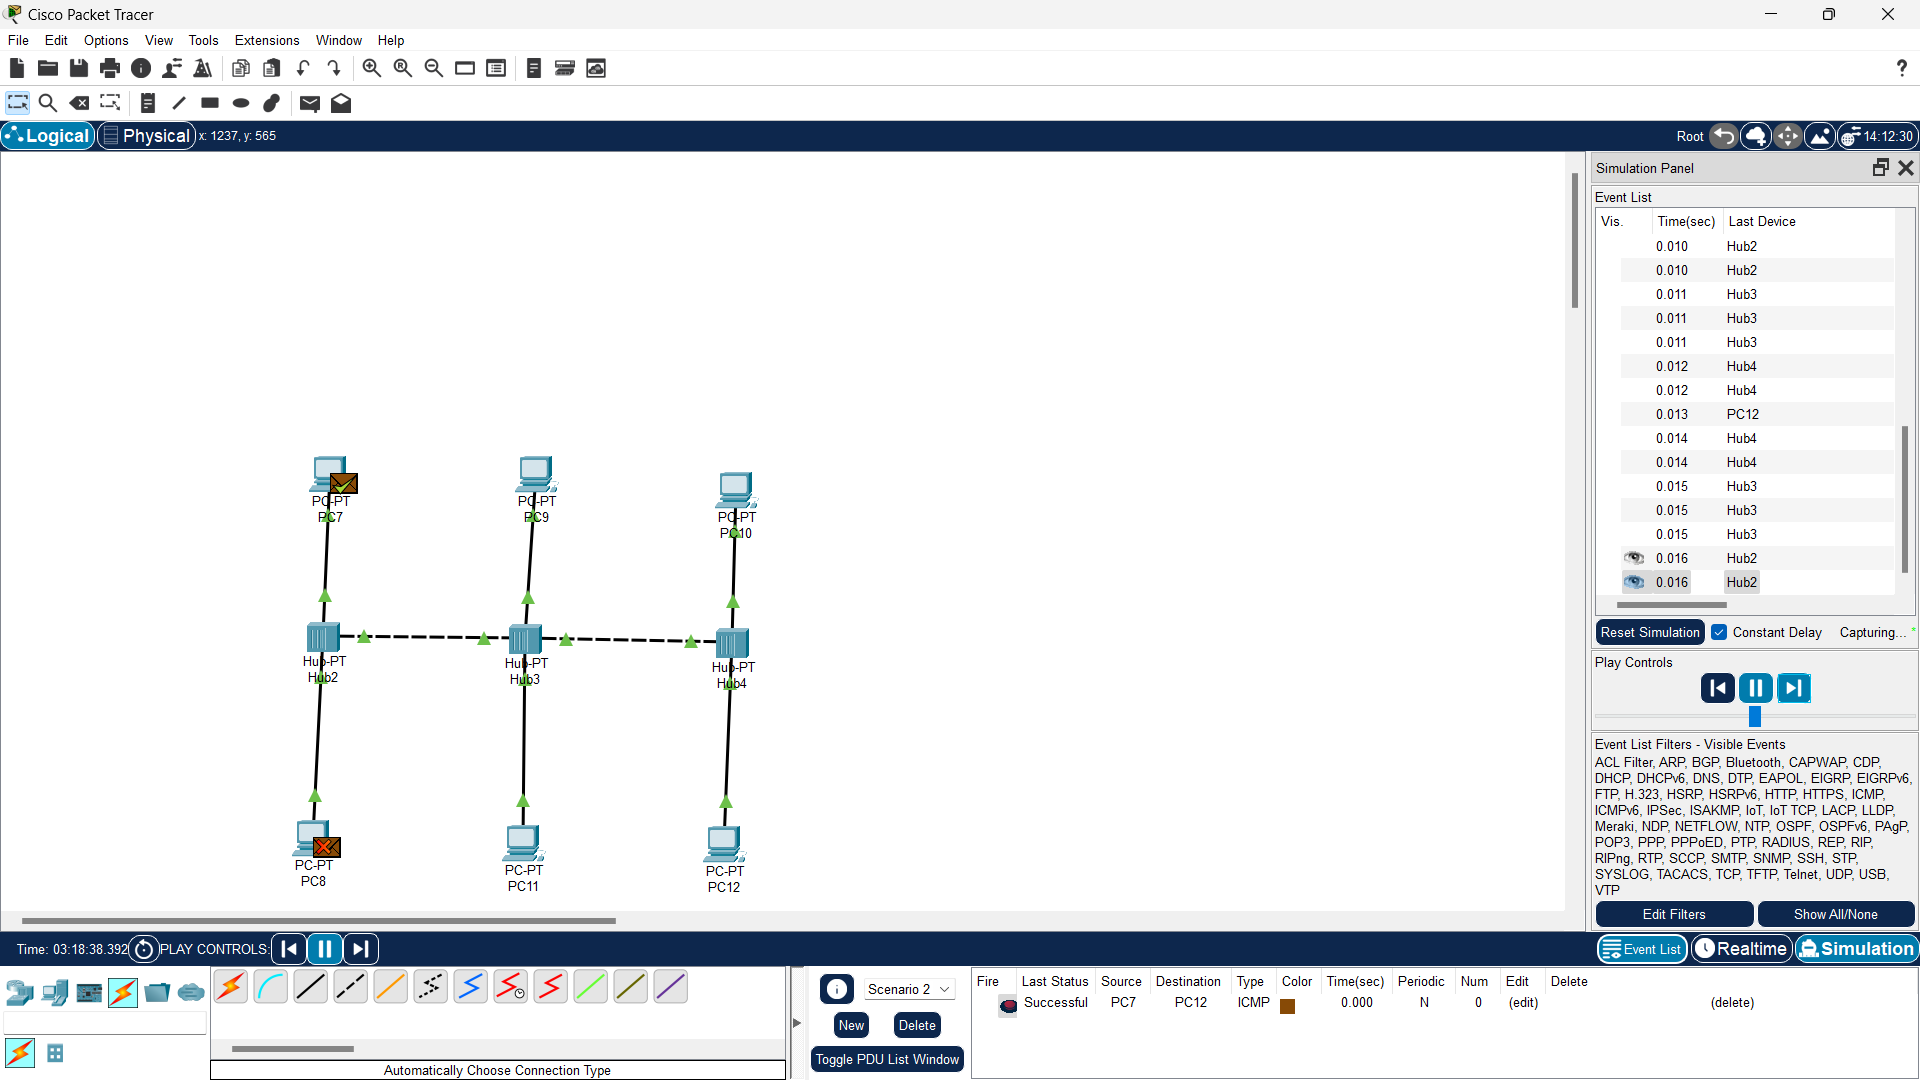 Cisco Packet Tracer
File Edit Options View Tools Extensions Window Help
Logical Physical x: 1237, y: 565 Root 14:12:30
Simulation Panel
Event List
Vis. Time(sec) Last Device
0.010 Hub2
0.010 Hub2
0.011 Hub3
0.011 Hub3
0.011 Hub3
0.012 Hub4
0.012 Hub4
0.013 PC12
0.014 Hub4
0.014 Hub4
0.015 Hub3
0.015 Hub3
0.015 Hub3
0.016 Hub2
0.016 Hub2
Reset Simulation Constant Delay Capturing...
Play Controls
Event List Filters - Visible Events
ACL Filter, ARP, BGP, Bluetooth, CAPWAP, CDP,
DHCP, DHCPv6, DNS, DTP, EAPOL, EIGRP, EIGRPv6,
FTP, H.323, HSRP, HSRPv6, HTTP, HTTPS, ICMP,
ICMPv6, IPSec, ISAKMP, IoT, IoT TCP, LACP, LLDP,
Meraki, NDP, NETFLOW, NTP, OSPF, OSPFv6, PAgP,
POP3, PPP, PPPoED, PTP, RADIUS, REP, RIP,
RIPng, RTP, SCCP, SMTP, SNMP, SSH, STP,
SYSLOG, TACACS, TCP, TFTP, Telnet, UDP, USB,
VTP
Edit Filters Show All/None
PC-PT
PC7
PC-PT
PC9
PC-PT
PC10
Hub-PT
Hub2
Hub-PT
Hub3
Hub-PT
Hub4
PC-PT
PC8
PC-PT
PC11
PC-PT
PC12
Time: 03:18:38.392 PLAY CONTROLS: Event List Realtime Simulation
Scenario 2
New Delete
Toggle PDU List Window
Fire Last Status Source Destination Type Color Time(sec) Periodic Num Edit Delete
Successful PC7 PC12 ICMP 0.000 N 0 (edit) (delete)
Automatically Choose Connection Type